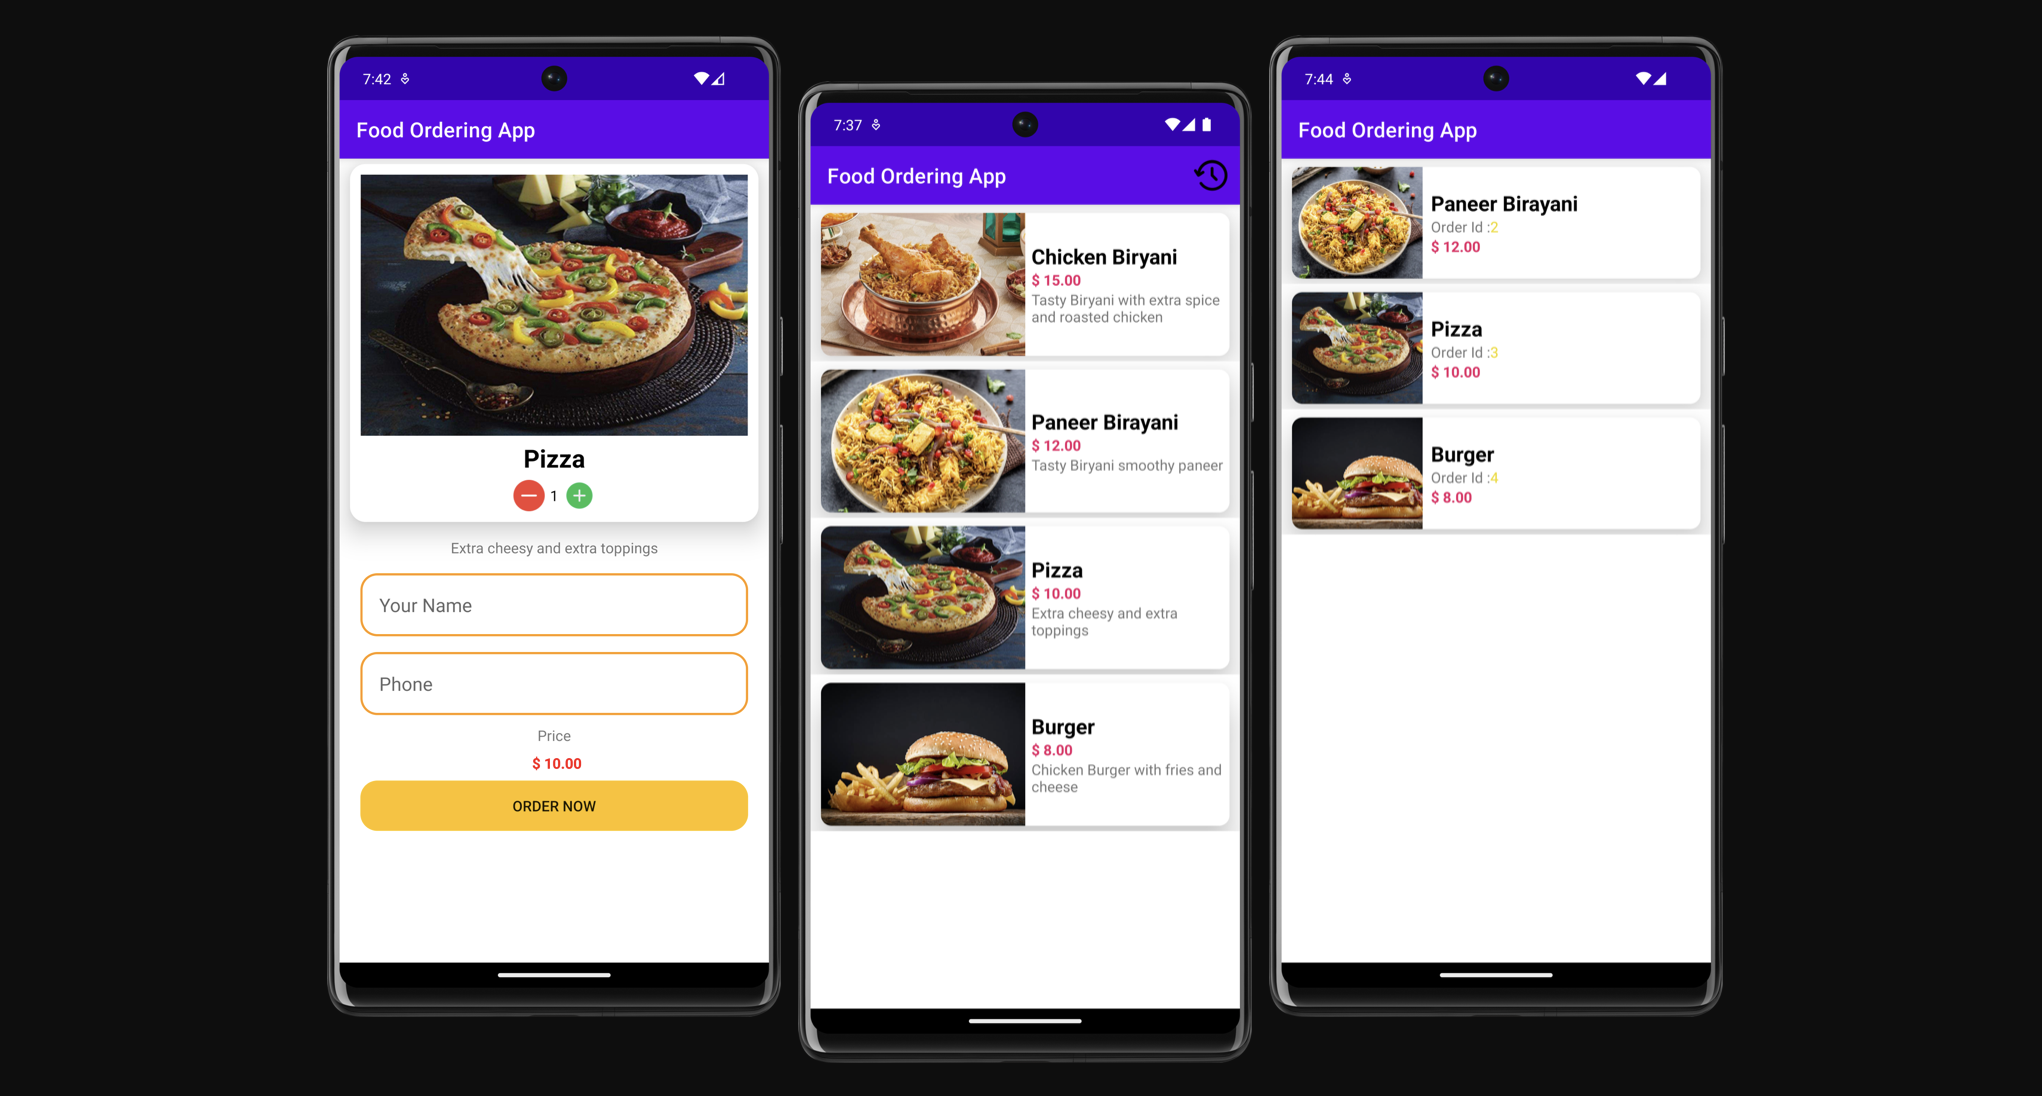 7:42
Food Ordering App
Pizza
1
Extra cheesy and extra toppings
Your Name
Phone
Price
$ 10.00
ORDER NOW
7:37
Food Ordering App
Chicken Biryani
$ 15.00
Tasty Biryani with extra spice
and roasted chicken
Paneer Birayani
$ 12.00
Tasty Biryani smoothy paneer
Pizza
$ 10.00
Extra cheesy and extra
toppings
Burger
$ 8.00
Chicken Burger with fries and
cheese
7:44
Food Ordering App
Paneer Birayani
Order Id :2
$ 12.00
Pizza
Order Id :3
$ 10.00
Burger
Order Id :4
$ 8.00